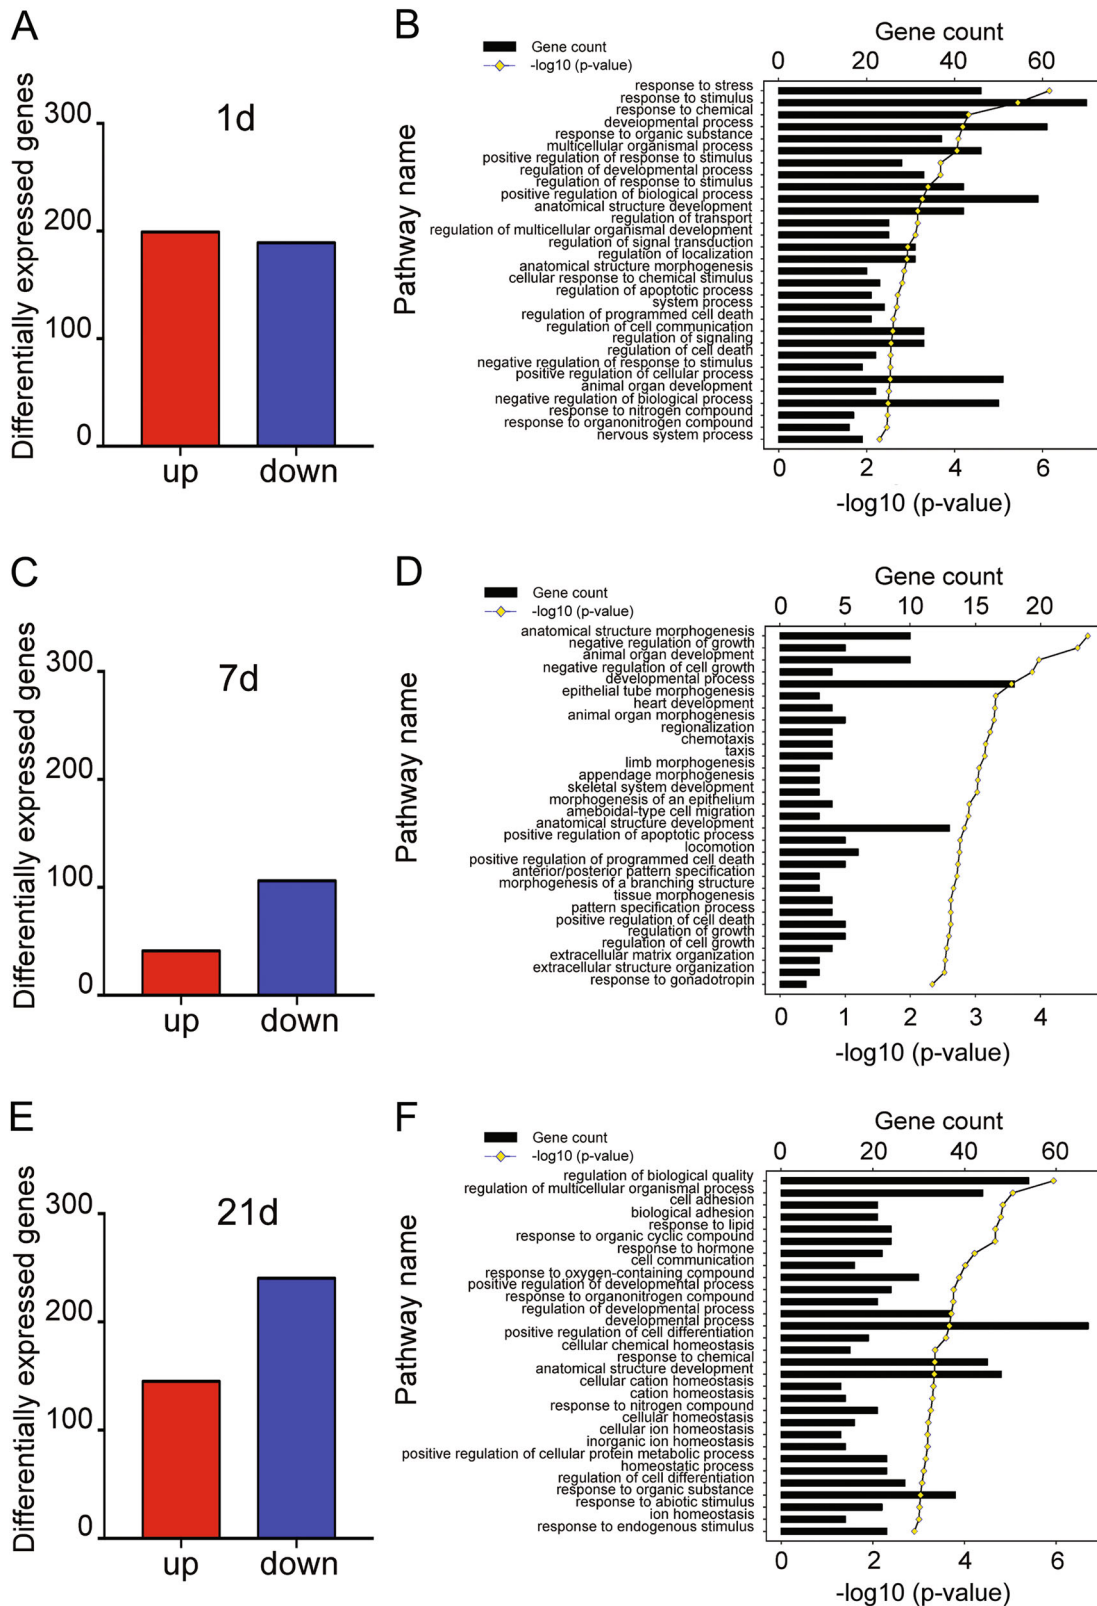 A
Differentially expressed genes
300
200
100
0
1d
up
down
B
Gene count
-log10 (p-value)
Gene count
0
20
40
60
Pathway name
response to stress
response to stimulus
response to chemical
developmental process
response to organic substance
multicellular organismal process
positive regulation of response to stimulus
regulation of developmental process
regulation of response to stimulus
positive regulation of biological process
anatomical structure development
regulation of transport
regulation of multicellular organismal development
regulation of signal transduction
regulation of localization
anatomical structure morphogenesis
cellular response to chemical stimulus
regulation of apoptotic process
system process
regulation of programmed cell death
regulation of cell communication
regulation of signaling
regulation of cell death
negative regulation of response to stimulus
positive regulation of cellular process
animal organ development
negative regulation of biological process
response to nitrogen compound
response to organonitrogen compound
nervous system process
0
2
4
6
-log10 (p-value)
C
Differentially expressed genes
300
200
100
0
7d
up
down
D
Gene count
-log10 (p-value)
Gene count
0
5
10
15
20
Pathway name
anatomical structure morphogenesis
negative regulation of growth
animal organ development
negative regulation of cell growth
developmental process
epithelial tube morphogenesis
heart development
animal organ morphogenesis
regionalization
chemotaxis
taxis
limb morphogenesis
appendage morphogenesis
skeletal system development
morphogenesis of an epithelium
ameboidal-type cell migration
anatomical structure development
positive regulation of apoptotic process
locomotion
positive regulation of programmed cell death
anterior/posterior pattern specification
morphogenesis of a branching structure
tissue morphogenesis
pattern specification process
positive regulation of cell death
regulation of growth
regulation of cell growth
extracellular matrix organization
extracellular structure organization
response to gonadotropin
0
1
2
3
4
-log10 (p-value)
E
Differentially expressed genes
300
200
100
0
21d
up
down
F
Gene count
-log10 (p-value)
Gene count
0
20
40
60
Pathway name
regulation of biological quality
regulation of multicellular organismal process
cell adhesion
biological adhesion
response to lipid
response to organic cyclic compound
response to hormone
cell communication
response to oxygen-containing compound
positive regulation of developmental process
response to organonitrogen compound
regulation of developmental process
developmental process
positive regulation of cell differentiation
cellular chemical homeostasis
response to chemical
anatomical structure development
cellular cation homeostasis
cation homeostasis
response to nitrogen compound
cellular homeostasis
cellular ion homeostasis
inorganic ion homeostasis
positive regulation of cellular protein metabolic process
homeostatic process
regulation of cell differentiation
response to organic substance
response to abiotic stimulus
ion homeostasis
response to endogenous stimulus
0
2
4
6
-log10 (p-value)